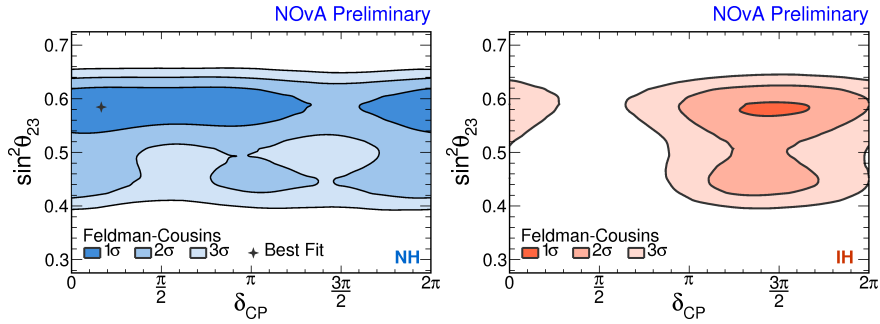 NOvA Preliminary
sin²θ₂₃
0.7
0.6
0.5
0.4
0.3
Feldman-Cousins
1σ 2σ 3σ Best Fit
NH
0 π/2 π 3π/2 2π
δCP
NOvA Preliminary
sin²θ₂₃
0.7
0.6
0.5
0.4
0.3
Feldman-Cousins
1σ 2σ 3σ
IH
0 π/2 π 3π/2 2π
δCP